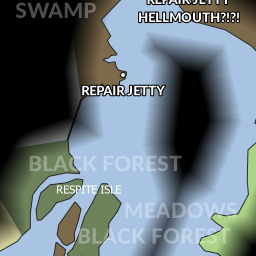 REPAIR JETTY
SWAMP
HELLMOUTH?!?!
REPAIR JETTY
BLACK FOREST
RESPITE ISLE
MEADOWS
BLACK FOREST